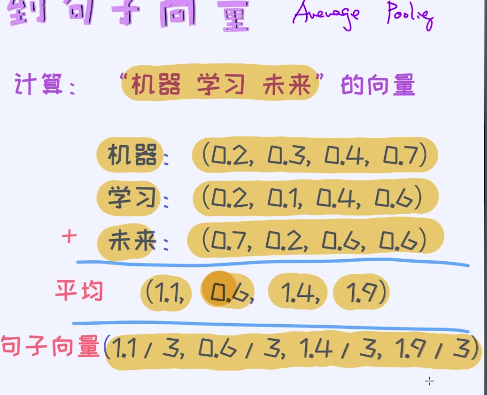 到句子向量 Average Pooling
计算： “机器 学习 未来” 的向量
机器： (0.2, 0.3, 0.4, 0.7)
学习： (0.2, 0.1, 0.4, 0.6)
+ 未来： (0.7, 0.2, 0.6, 0.6)
平均 (1.1, 0.6, 1.4, 1.9)
句子向量(1.1 / 3, 0.6 / 3, 1.4 / 3, 1.9 / 3)